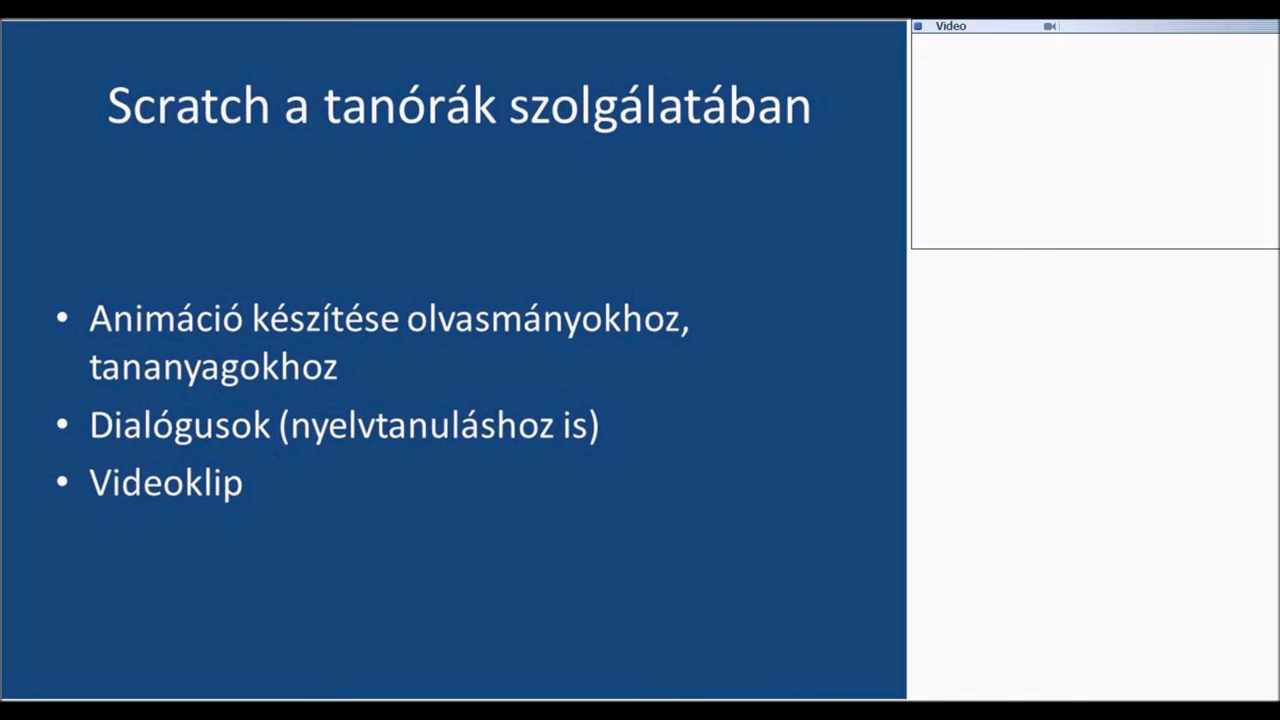 Scratch a tanórák szolgálatában
• Animáció készítése olvasmányokhoz,
tananyagokhoz
• Dialógusok (nyelvtanuláshoz is)
• Videoklip
Video